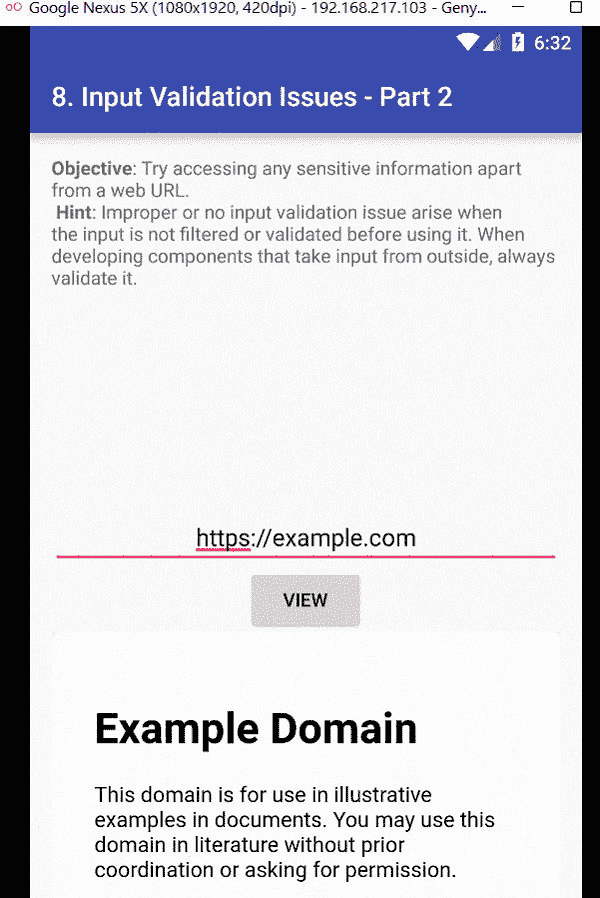 Google Nexus 5X (1080x1920, 420dpi) - 192.168.217.103 - Geny...
6:32
8. Input Validation Issues - Part 2
Objective: Try accessing any sensitive information apart
from a web URL.
Hint: Improper or no input validation issue arise when
the input is not filtered or validated before using it. When
developing components that take input from outside, always
validate it.
https://example.com
VIEW
Example Domain
This domain is for use in illustrative
examples in documents. You may use this
domain in literature without prior
coordination or asking for permission.